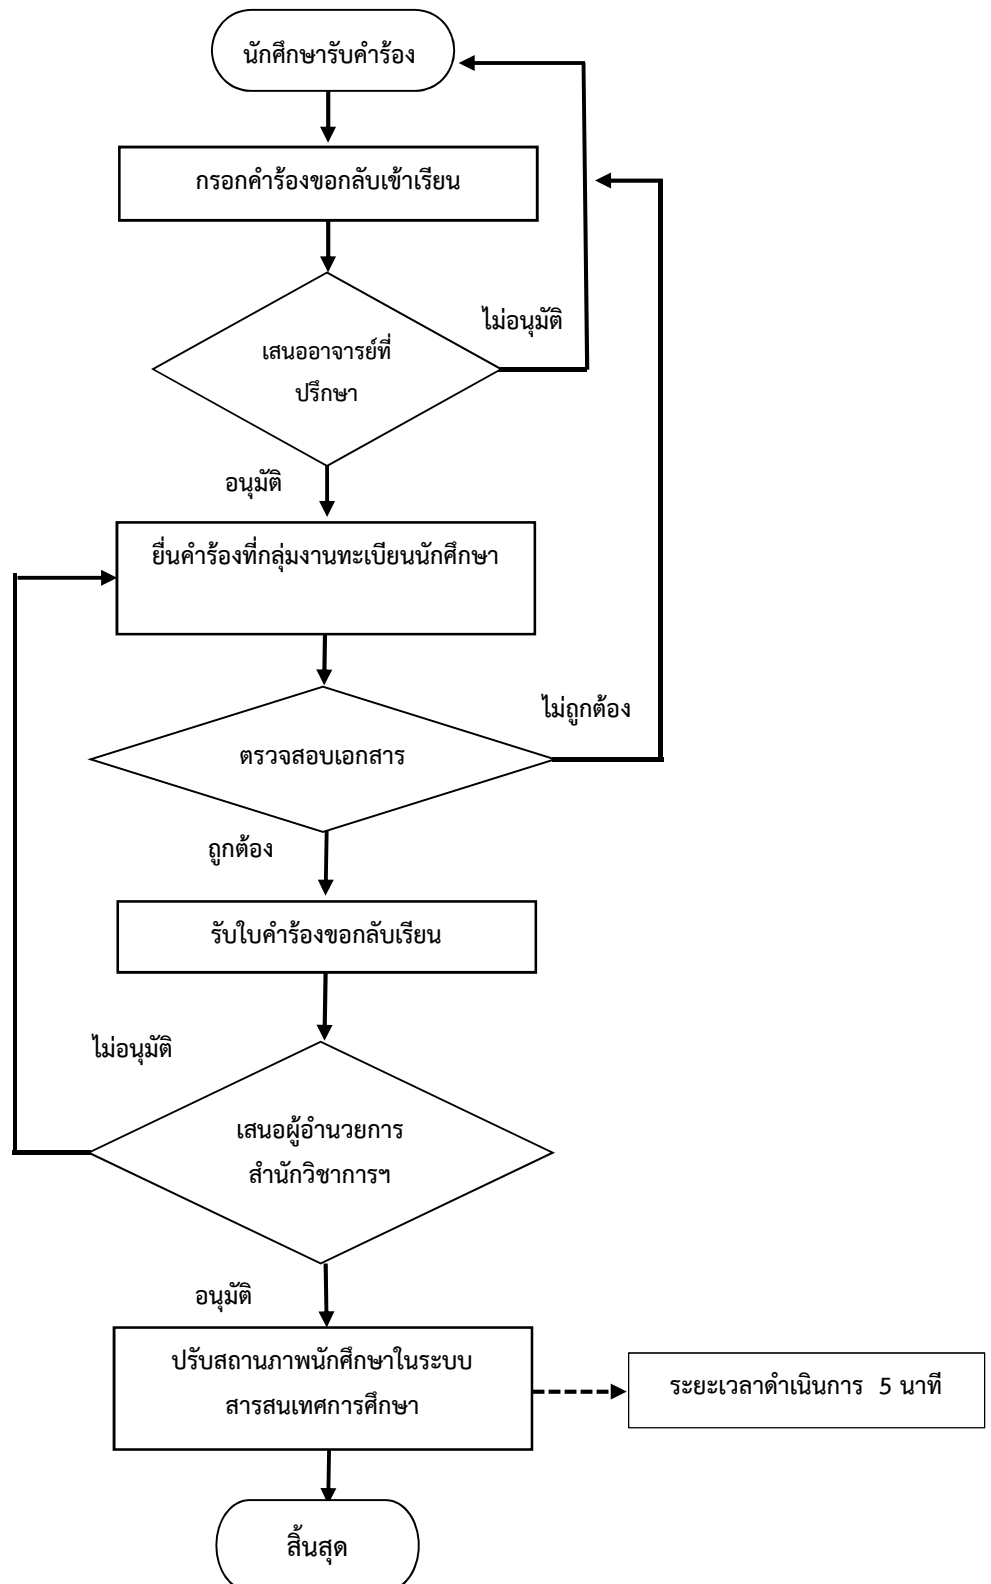 นักศึกษารับคำร้อง
กรอกคำร้องขอกลับเข้าเรียน
ไม่อนุมัติ
เสนออาจารย์ที่
ปรึกษา
อนุมัติ
ยื่นคำร้องที่กลุ่มงานทะเบียนนักศึกษา
ไม่ถูกต้อง
ตรวจสอบเอกสาร
ถูกต้อง
รับใบคำร้องขอกลับเรียน
ไม่อนุมัติ
เสนอผู้อำนวยการ
สำนักวิชาการฯ
อนุมัติ
ปรับสถานภาพนักศึกษาในระบบ
สารสนเทศการศึกษา
ระยะเวลาดำเนินการ 5 นาที
สิ้นสุด